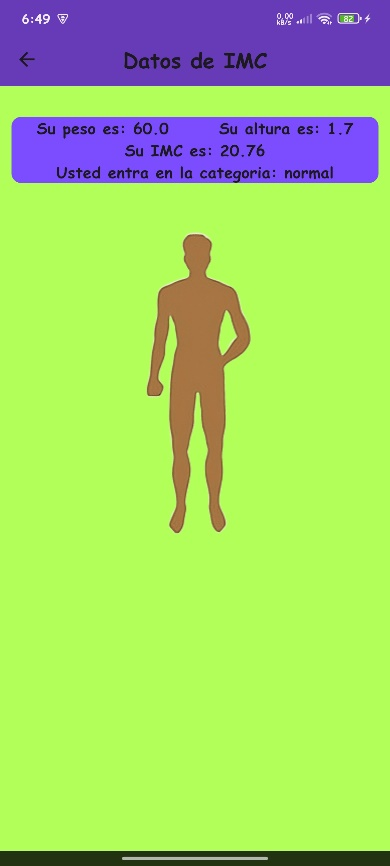 6:49 0,00 kB/s 82
Datos de IMC
Su peso es: 60.0 Su altura es: 1.7
Su IMC es: 20.76
Usted entra en la categoria: normal